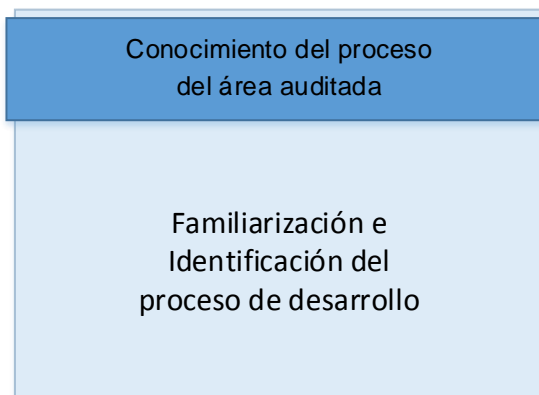 Conocimiento del proceso
del área auditada
Familiarización e
Identificación del
proceso de desarrollo